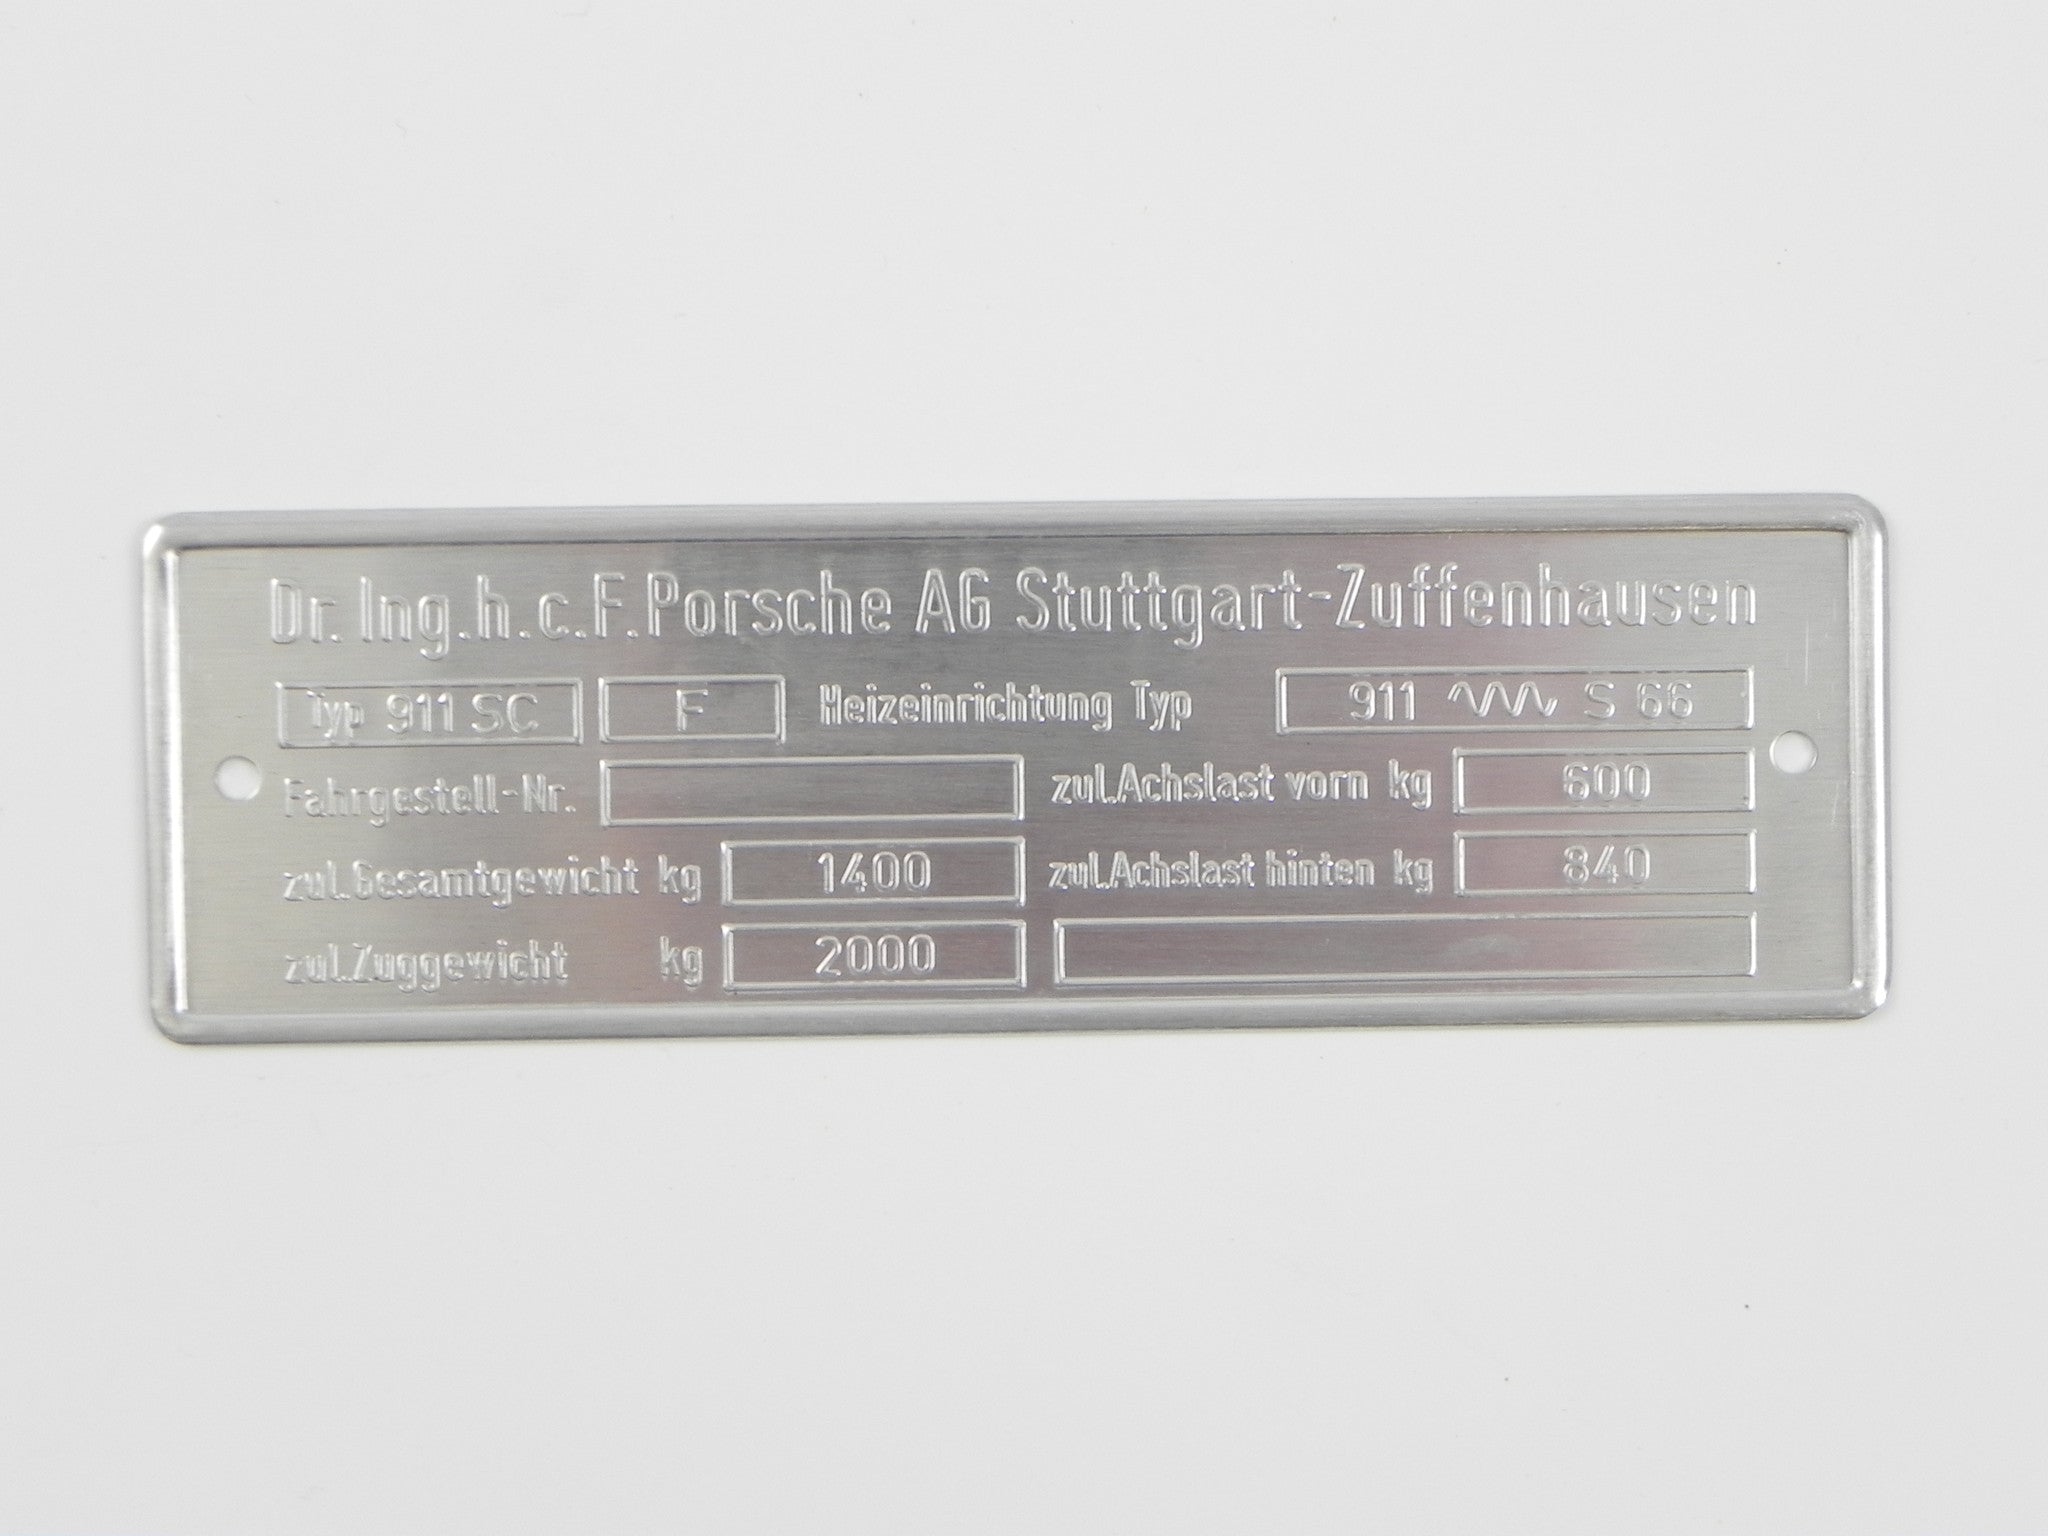 Dr. Ing.h.c.F.Porsche AG Stuttgart-Zuffenhausen
Typ 911 SC F Heizeinrichtung Typ 911 S 66
Fahrgestell-Nr. zul.Achslast vorn kg 600
zul.Gesamtgewicht kg 1400 zul.Achslast hinten kg 840
zul.Zuggewicht kg 2000